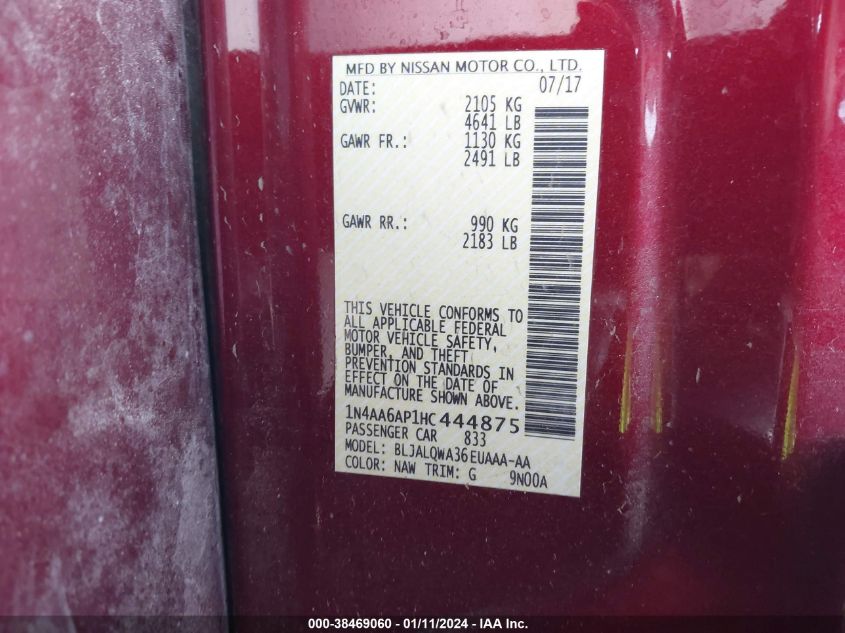 MFD BY NISSAN MOTOR CO., LTD.
DATE: 07/17
GVWR: 2105 KG
4641 LB
GAWR FR.: 1130 KG
2491 LB
GAWR RR.: 990 KG
2183 LB
THIS VEHICLE CONFORMS TO
ALL APPLICABLE FEDERAL
MOTOR VEHICLE SAFETY,
BUMPER, AND THEFT
PREVENTION STANDARDS IN
EFFECT ON THE DATE OF
MANUFACTURE SHOWN ABOVE.
1N4AA6AP1HC444875
PASSENGER CAR 833
MODEL: BLJALQWA36EUAAA-AA
COLOR: NAW TRIM: G 9N00A
000-38469060 - 01/11/2024 - IAA Inc.